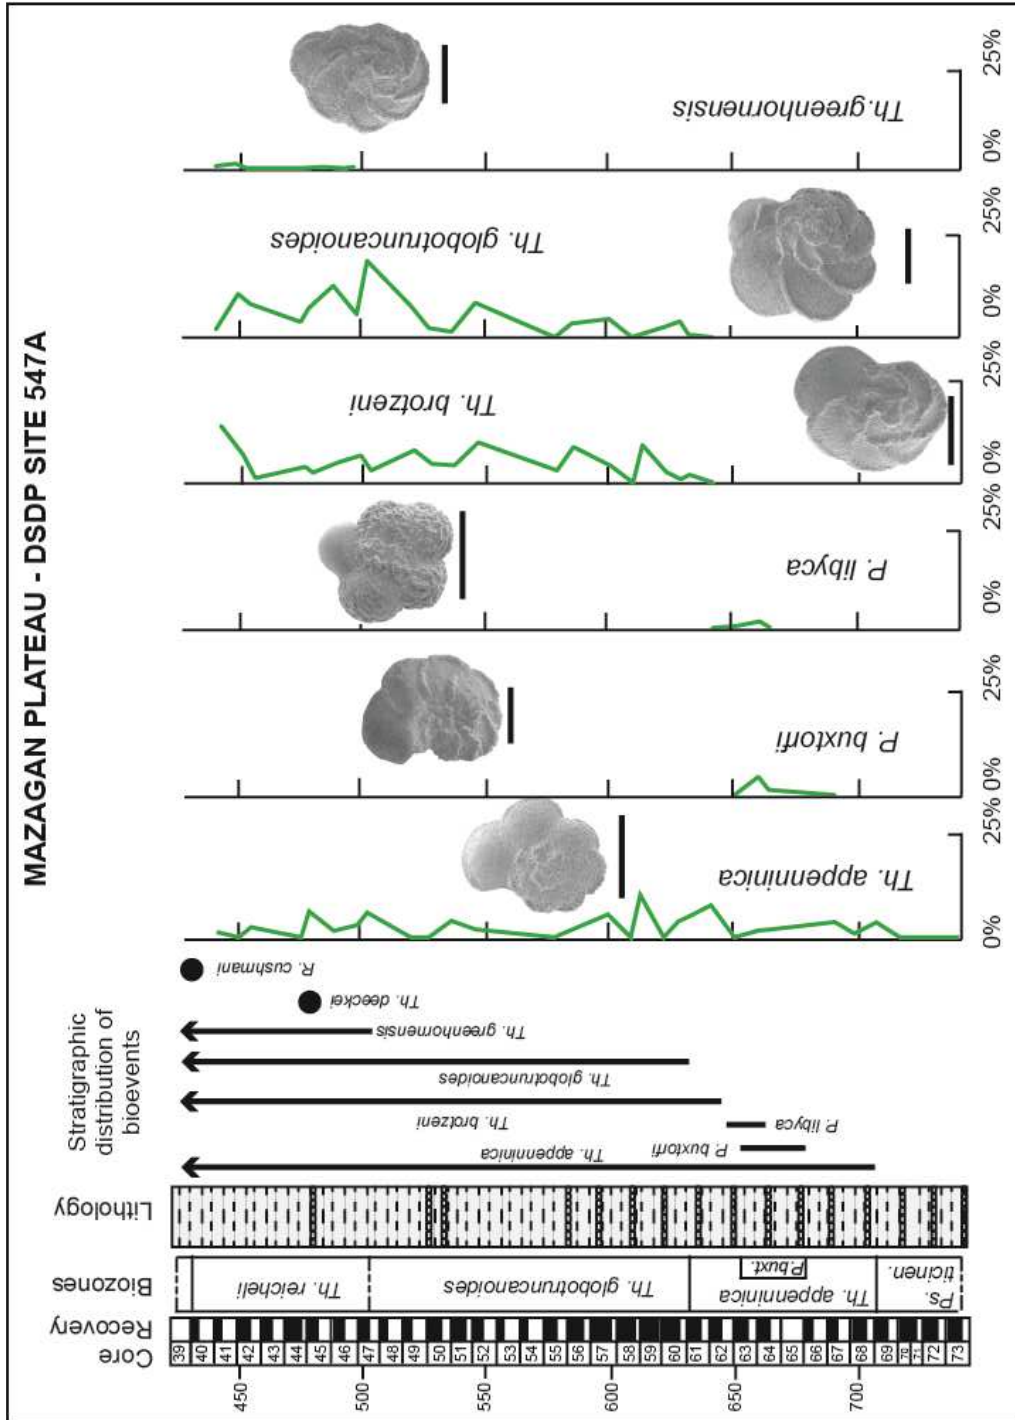 MAZAGAN PLATEAU - DSDP SITE 547A
Th.greenhornensis
0%
25%
Th. globotruncanoides
0%
25%
Th. brotzeni
0%
25%
P. libyca
0%
25%
P. buxtorfi
0%
25%
Th. appenninica
0%
25%
Stratigraphic
distribution of
bioevents
R. cushmani
Th. deeckei
Th. greenhornensis
Th. globotruncanoides
Th. brotzeni
P. libyca
P. buxtorfi
Th. appenninica
Lithology
Biozones
Th. reicheli
Th. globotruncanoides
Th. appenninica
P.buxt.
Ps.
ticinen.
Recovery
Core
39
40
41
42
43
44
45
46
47
48
49
50
51
52
53
54
55
56
57
58
59
60
61
62
63
64
65
66
67
68
69
70
71
72
73
450
500
550
600
650
700